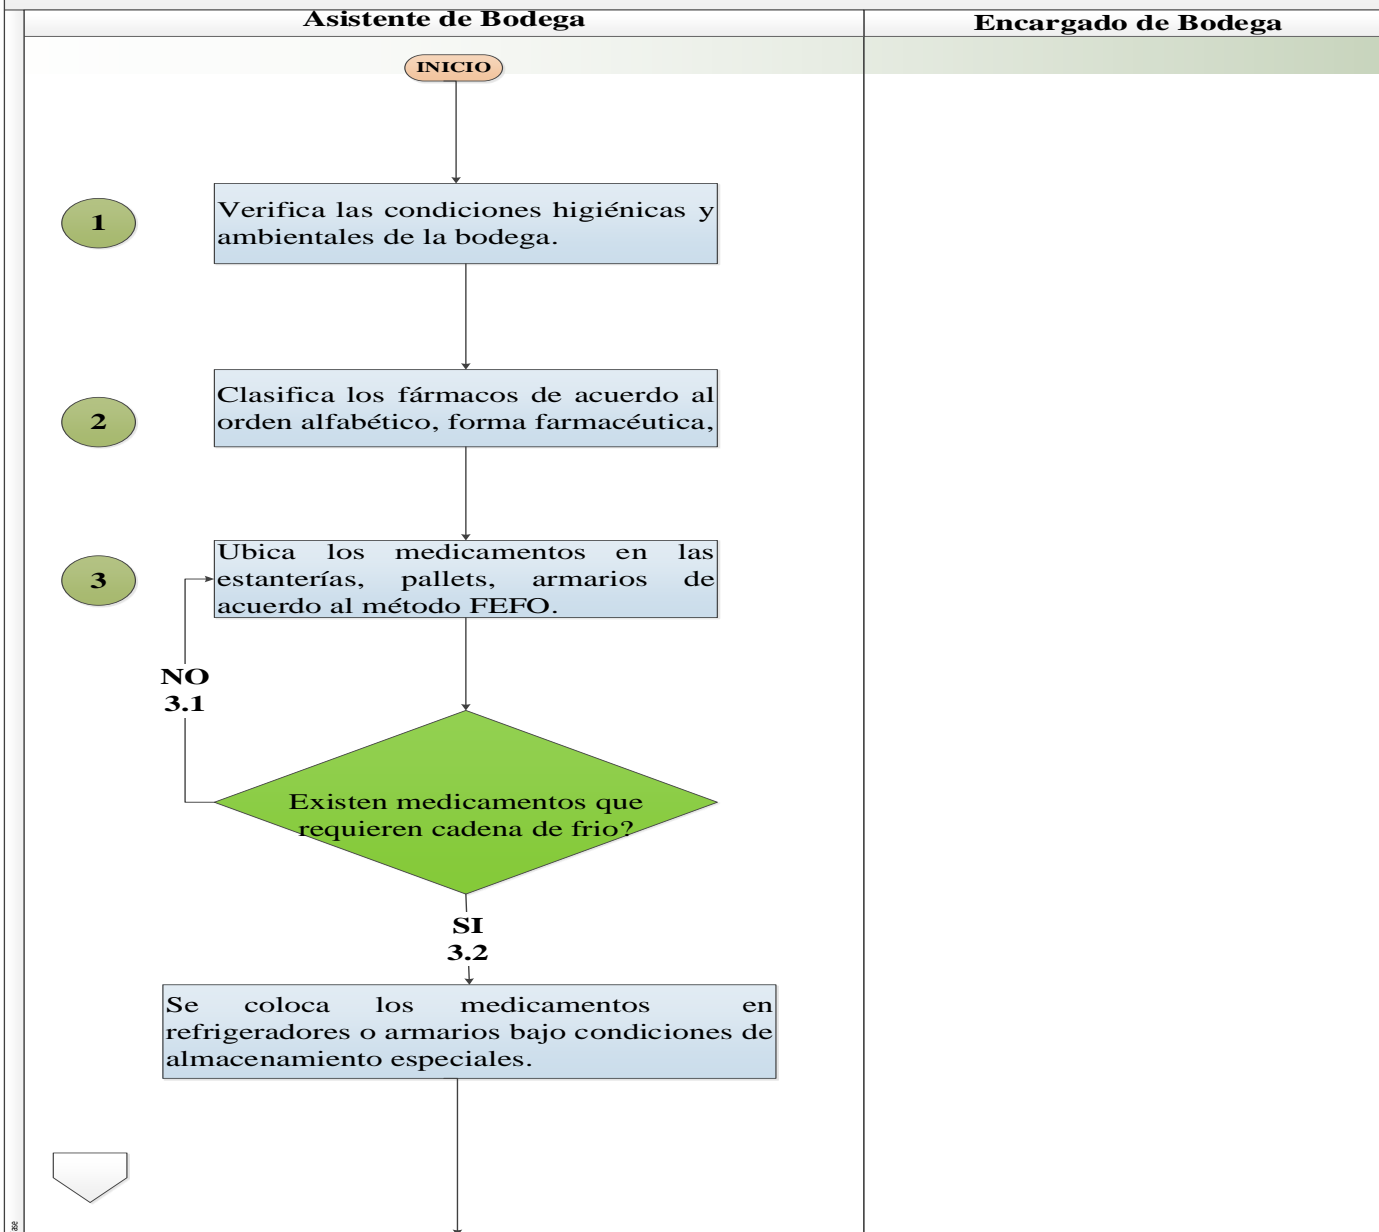 Asistente de Bodega
Encargado de Bodega
INICIO
1
Verifica las condiciones higiénicas y
ambientales de la bodega.
2
Clasifica los fármacos de acuerdo al
orden alfabético, forma farmacéutica,
3
Ubica los medicamentos en las
estanterías, pallets, armarios de
acuerdo al método FEFO.
NO
3.1
Existen medicamentos que
requieren cadena de frio?
SI
3.2
Se coloca los medicamentos en
refrigeradores o armarios bajo condiciones de
almacenamiento especiales.